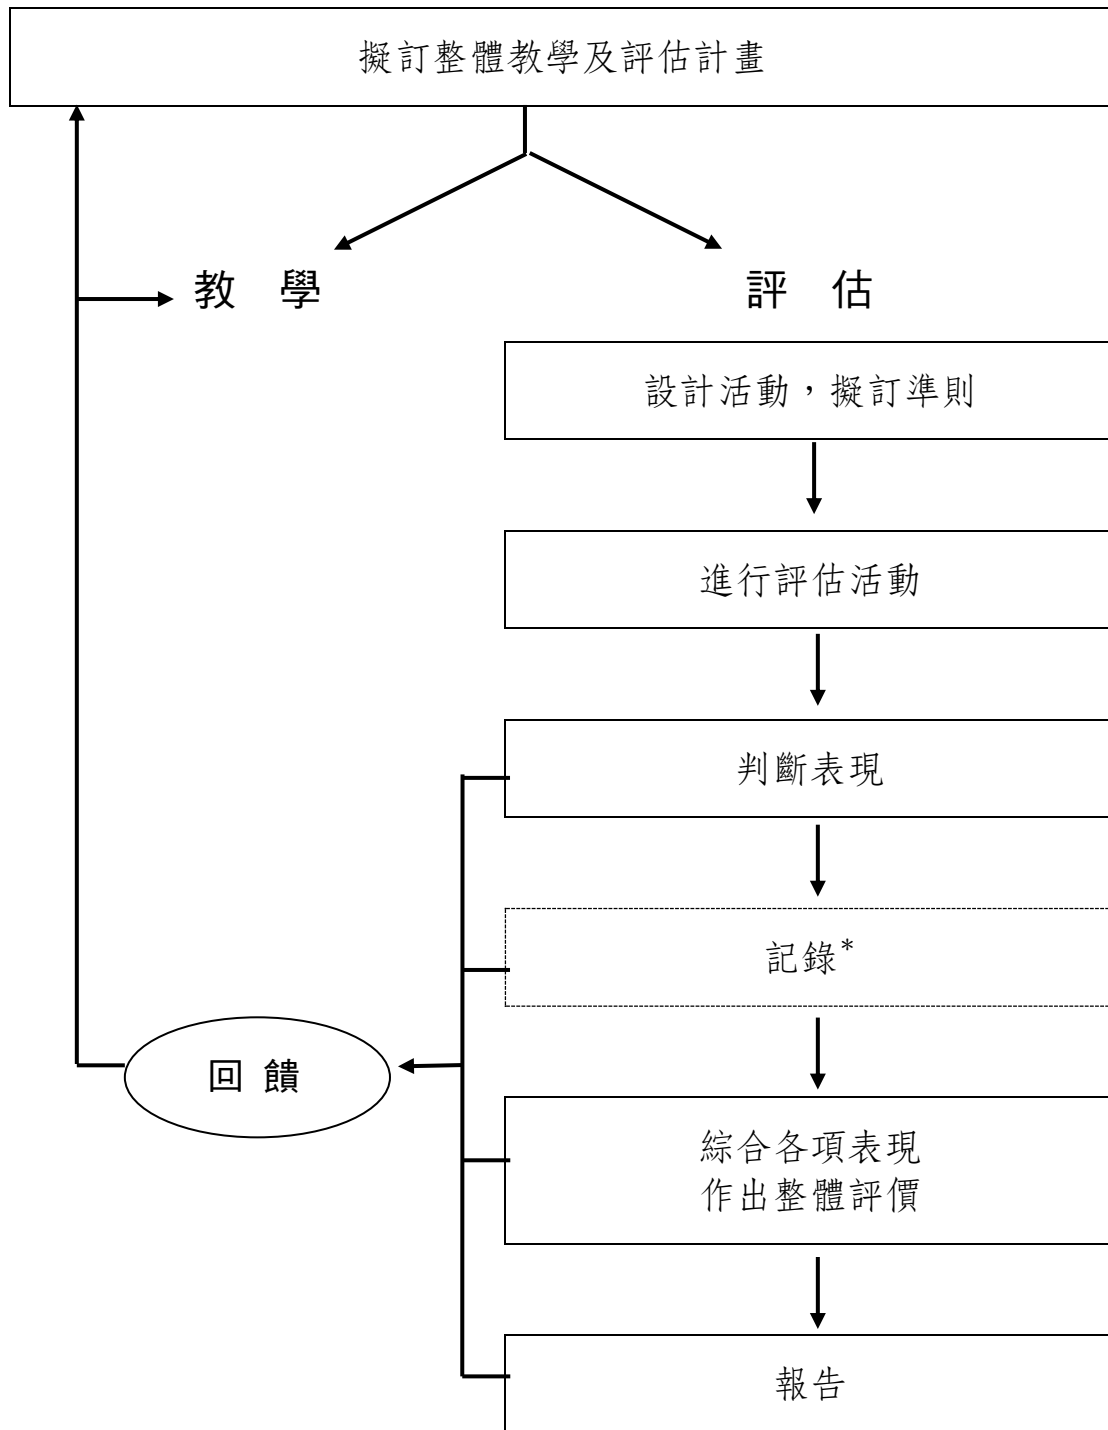 擬訂整體教學及評估計畫
教 學
評 估
設計活動，擬訂準則
進行評估活動
判斷表現
記錄*
回 饋
綜合各項表現
作出整體評價
報告